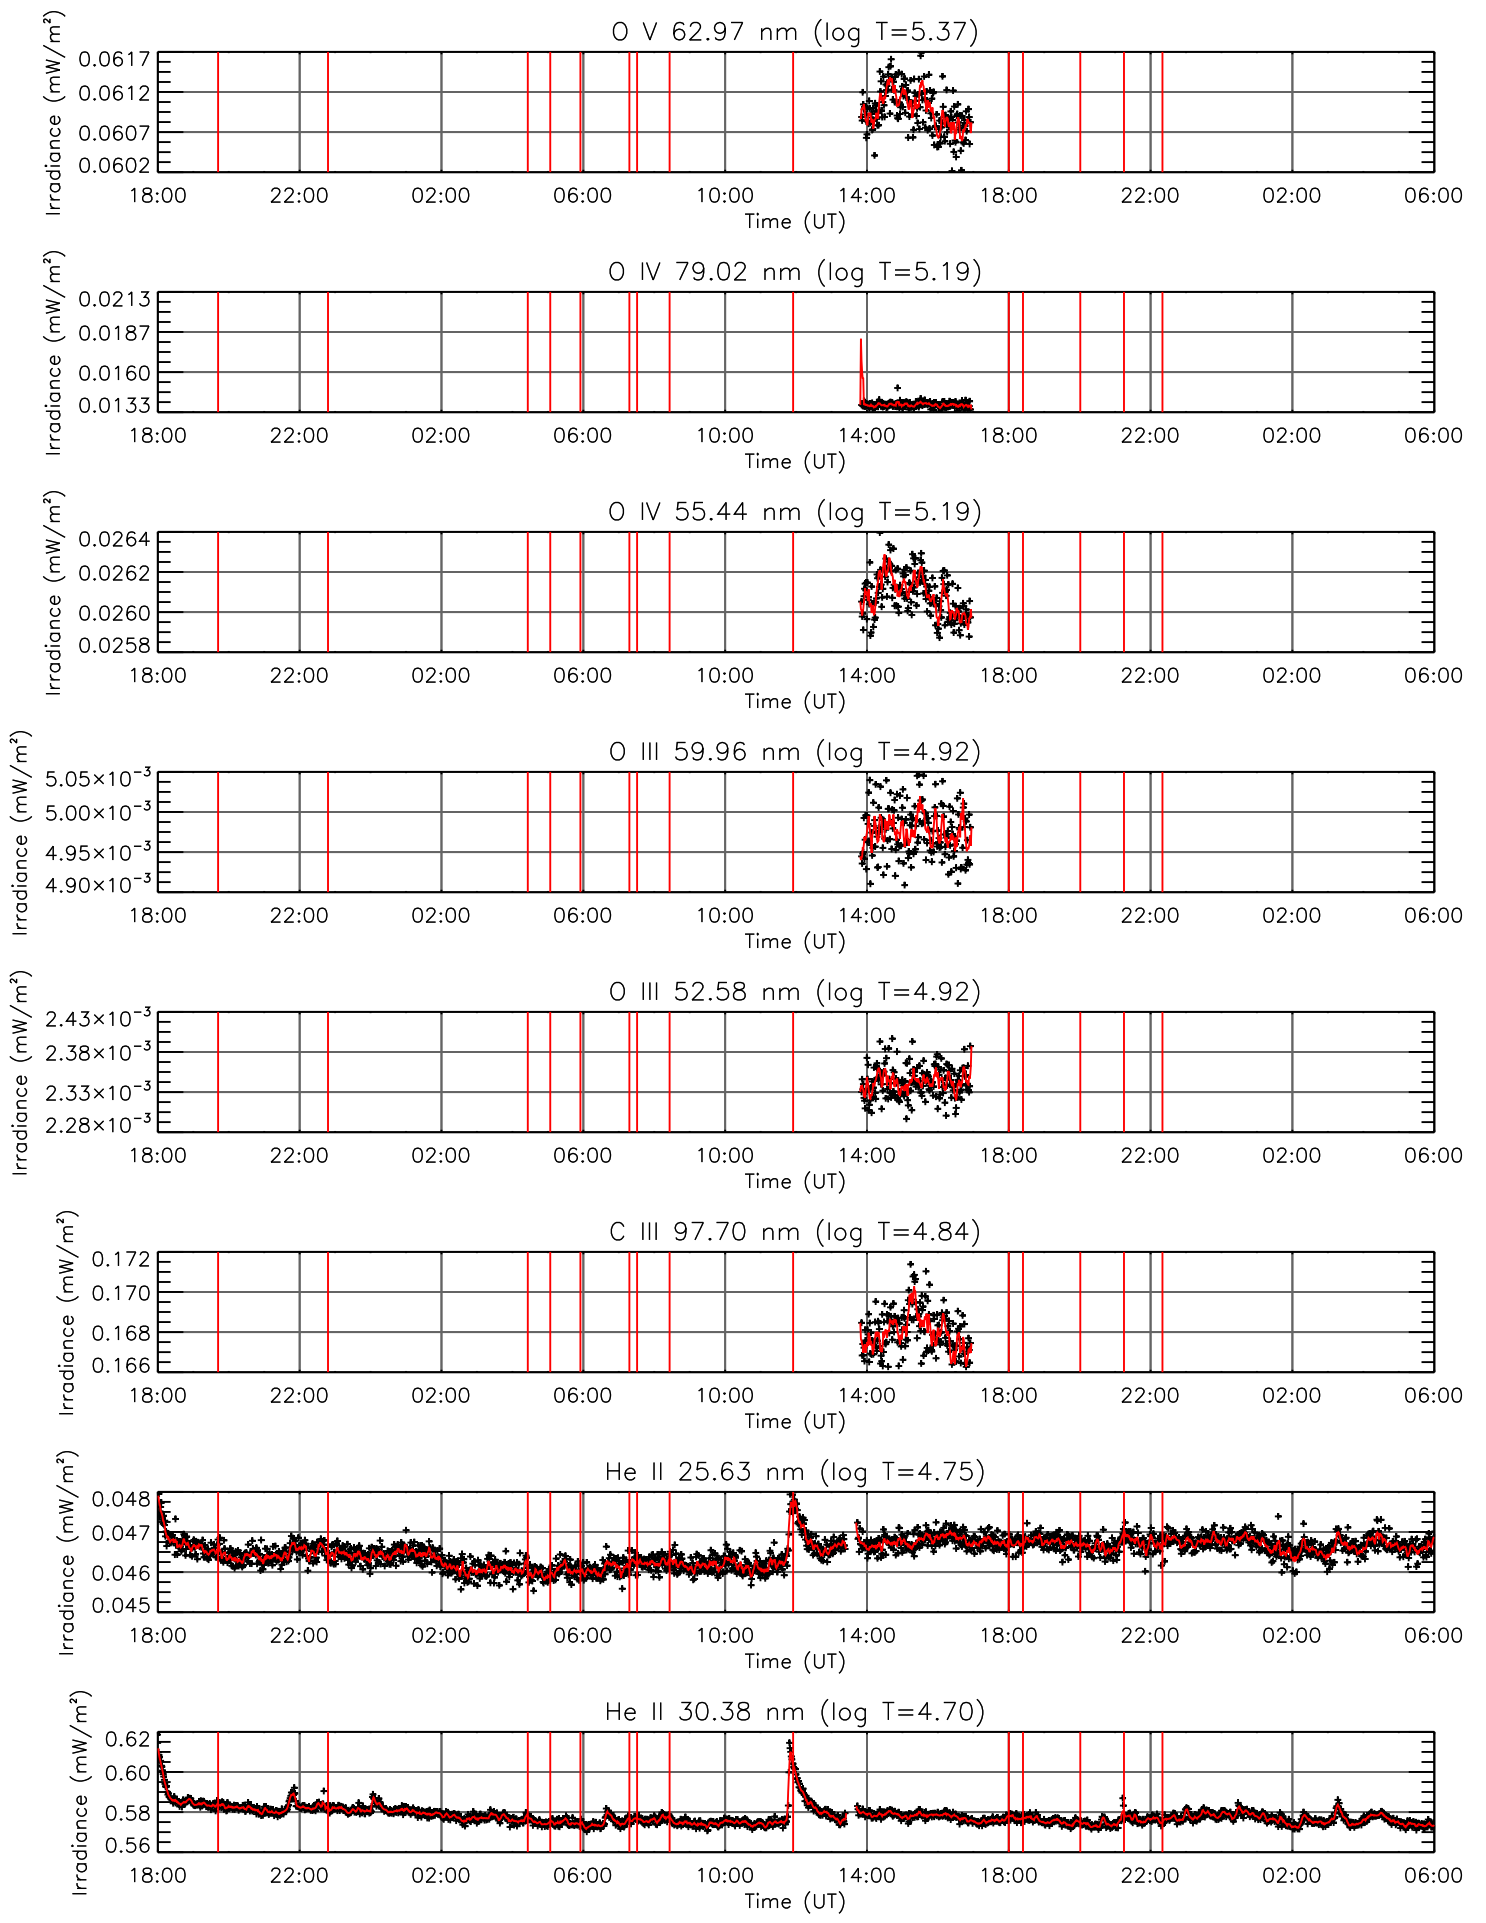 O V 62.97 nm (log T=5.37)
Irradiance (mW/m²)
0.0617
0.0612
0.0607
0.0602
18:00 22:00 02:00 06:00 10:00 14:00 18:00 22:00 02:00 06:00
Time (UT)
O IV 79.02 nm (log T=5.19)
Irradiance (mW/m²)
0.0213
0.0187
0.0160
0.0133
18:00 22:00 02:00 06:00 10:00 14:00 18:00 22:00 02:00 06:00
Time (UT)
O IV 55.44 nm (log T=5.19)
Irradiance (mW/m²)
0.0264
0.0262
0.0260
0.0258
18:00 22:00 02:00 06:00 10:00 14:00 18:00 22:00 02:00 06:00
Time (UT)
O III 59.96 nm (log T=4.92)
Irradiance (mW/m²)
5.05×10⁻³
5.00×10⁻³
4.95×10⁻³
4.90×10⁻³
18:00 22:00 02:00 06:00 10:00 14:00 18:00 22:00 02:00 06:00
Time (UT)
O III 52.58 nm (log T=4.92)
Irradiance (mW/m²)
2.43×10⁻³
2.38×10⁻³
2.33×10⁻³
2.28×10⁻³
18:00 22:00 02:00 06:00 10:00 14:00 18:00 22:00 02:00 06:00
Time (UT)
C III 97.70 nm (log T=4.84)
Irradiance (mW/m²)
0.172
0.170
0.168
0.166
18:00 22:00 02:00 06:00 10:00 14:00 18:00 22:00 02:00 06:00
Time (UT)
He II 25.63 nm (log T=4.75)
Irradiance (mW/m²)
0.048
0.047
0.046
0.045
18:00 22:00 02:00 06:00 10:00 14:00 18:00 22:00 02:00 06:00
Time (UT)
He II 30.38 nm (log T=4.70)
Irradiance (mW/m²)
0.62
0.60
0.58
0.56
18:00 22:00 02:00 06:00 10:00 14:00 18:00 22:00 02:00 06:00
Time (UT)